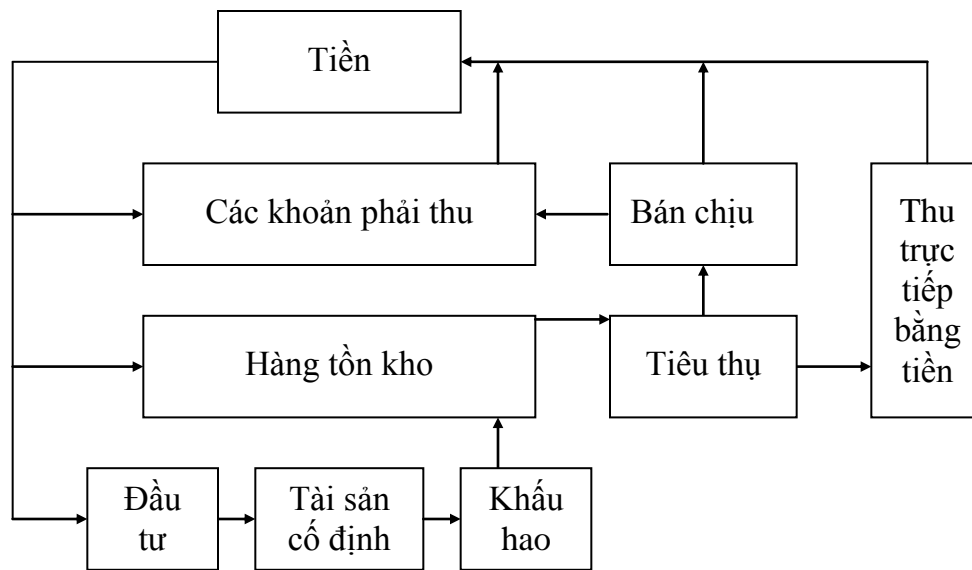 Tiền
Các khoản phải thu
Bán chịu
Thu
trực
tiếp
bằng
tiền
Hàng tồn kho
Tiêu thụ
Đầu
tư
Tài sản
cố định
Khấu
hao